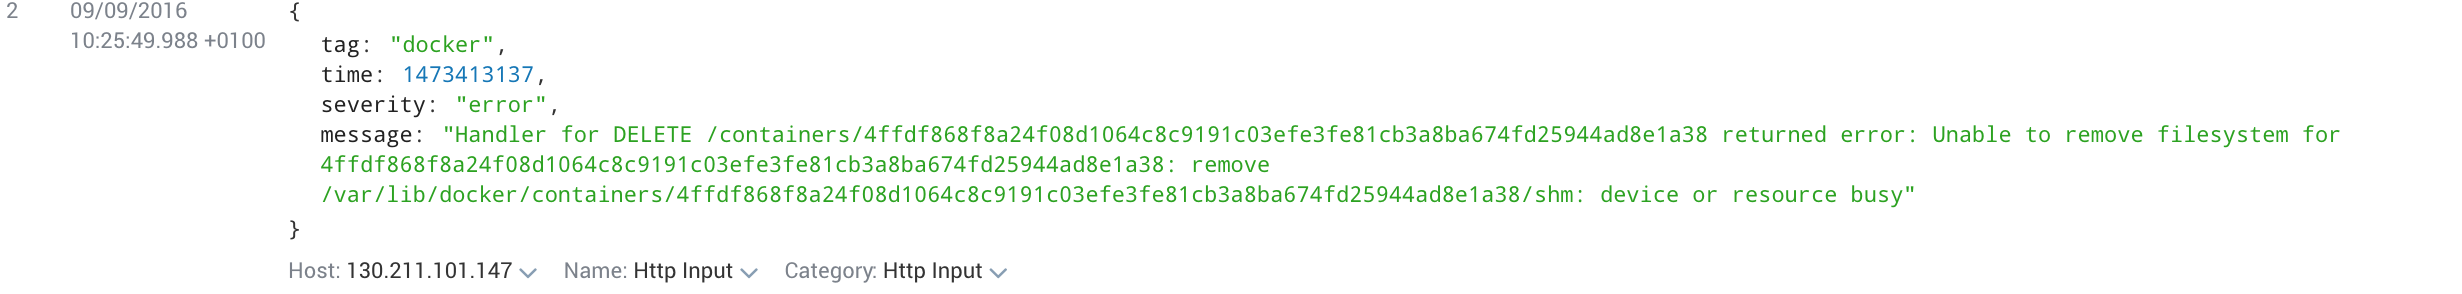 2 09/09/2016 {
10:25:49.988 +0100
tag: "docker",
time: 1473413137,
severity: "error",
message: "Handler for DELETE /containers/4ffdf868f8a24f08d1064c8c9191c03efe3fe81cb3a8ba674fd25944ad8e1a38 returned error: Unable to remove filesystem for
4ffdf868f8a24f08d1064c8c9191c03efe3fe81cb3a8ba674fd25944ad8e1a38: remove
/var/lib/docker/containers/4ffdf868f8a24f08d1064c8c9191c03efe3fe81cb3a8ba674fd25944ad8e1a38/shm: device or resource busy"
}
Host: 130.211.101.147 Name: Http Input Category: Http Input